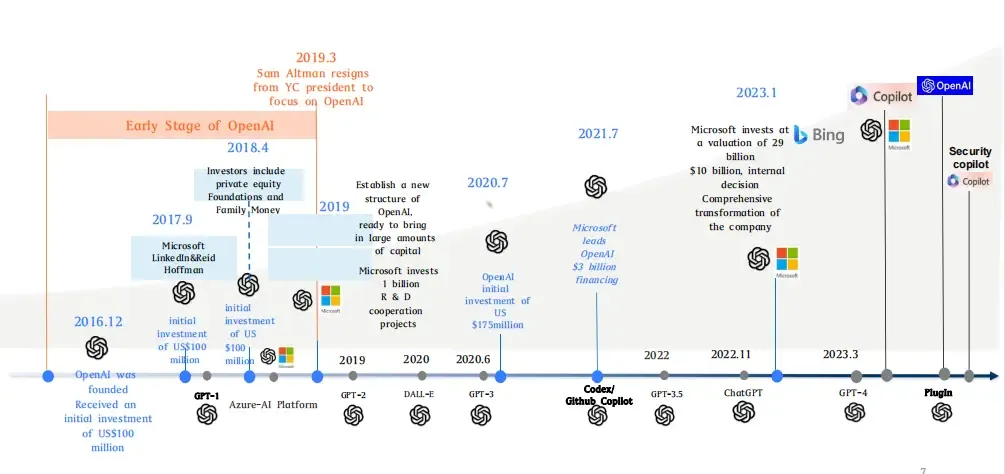 2019.3
Sam Altman resigns
from YC president to
focus on OpenAI
Early Stage of OpenAI
2018.4
Investors include
private equity
Foundations and
Family Money
2017.9
Microsoft
LinkedIn&Reid
Hoffman
2019
Microsoft
Establish a new
structure of
OpenAI,
ready to bring
in large amounts
of capital
Microsoft invests
1 billion
R & D
cooperation
projects
2020.7
OpenAI
initial
investment of
US
$175million
2021.7
Microsoft
leads
OpenAI
$3 billion
financing
2023.1
Microsoft invests at
a valuation of 29
billion
$10 billion, internal
decision
Comprehensive
transformation of
the company
Microsoft
Bing
Copilot
Microsoft
OpenAI
Security
copilot
Copilot
2016.12
OpenAI was
founded
Received an
initial investment
of US$100
million
initial
investment
of US$100
million
initial
investment
of US
$100
million
GPT-1
Azure-AI Platform
2019
GPT-2
2020
DALL-E
2020.6
GPT-3
Codex/
Github_Copilot
2022
GPT-3.5
2022.11
ChatGPT
2023.3
GPT-4
PlugIn
7